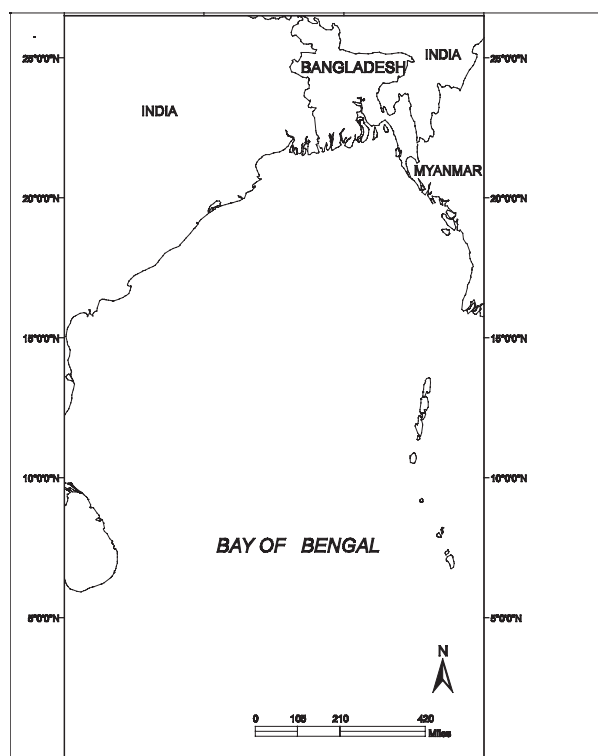 INDIA
25°0'0"N
BANGLADESH
25°0'0"N
INDIA
MYANMAR
20°0'0"N
20°0'0"N
15°0'0"N
15°0'0"N
10°0'0"N
10°0'0"N
BAY OF BENGAL
5°0'0"N
5°0'0"N
N
0 105 210 420
Miles